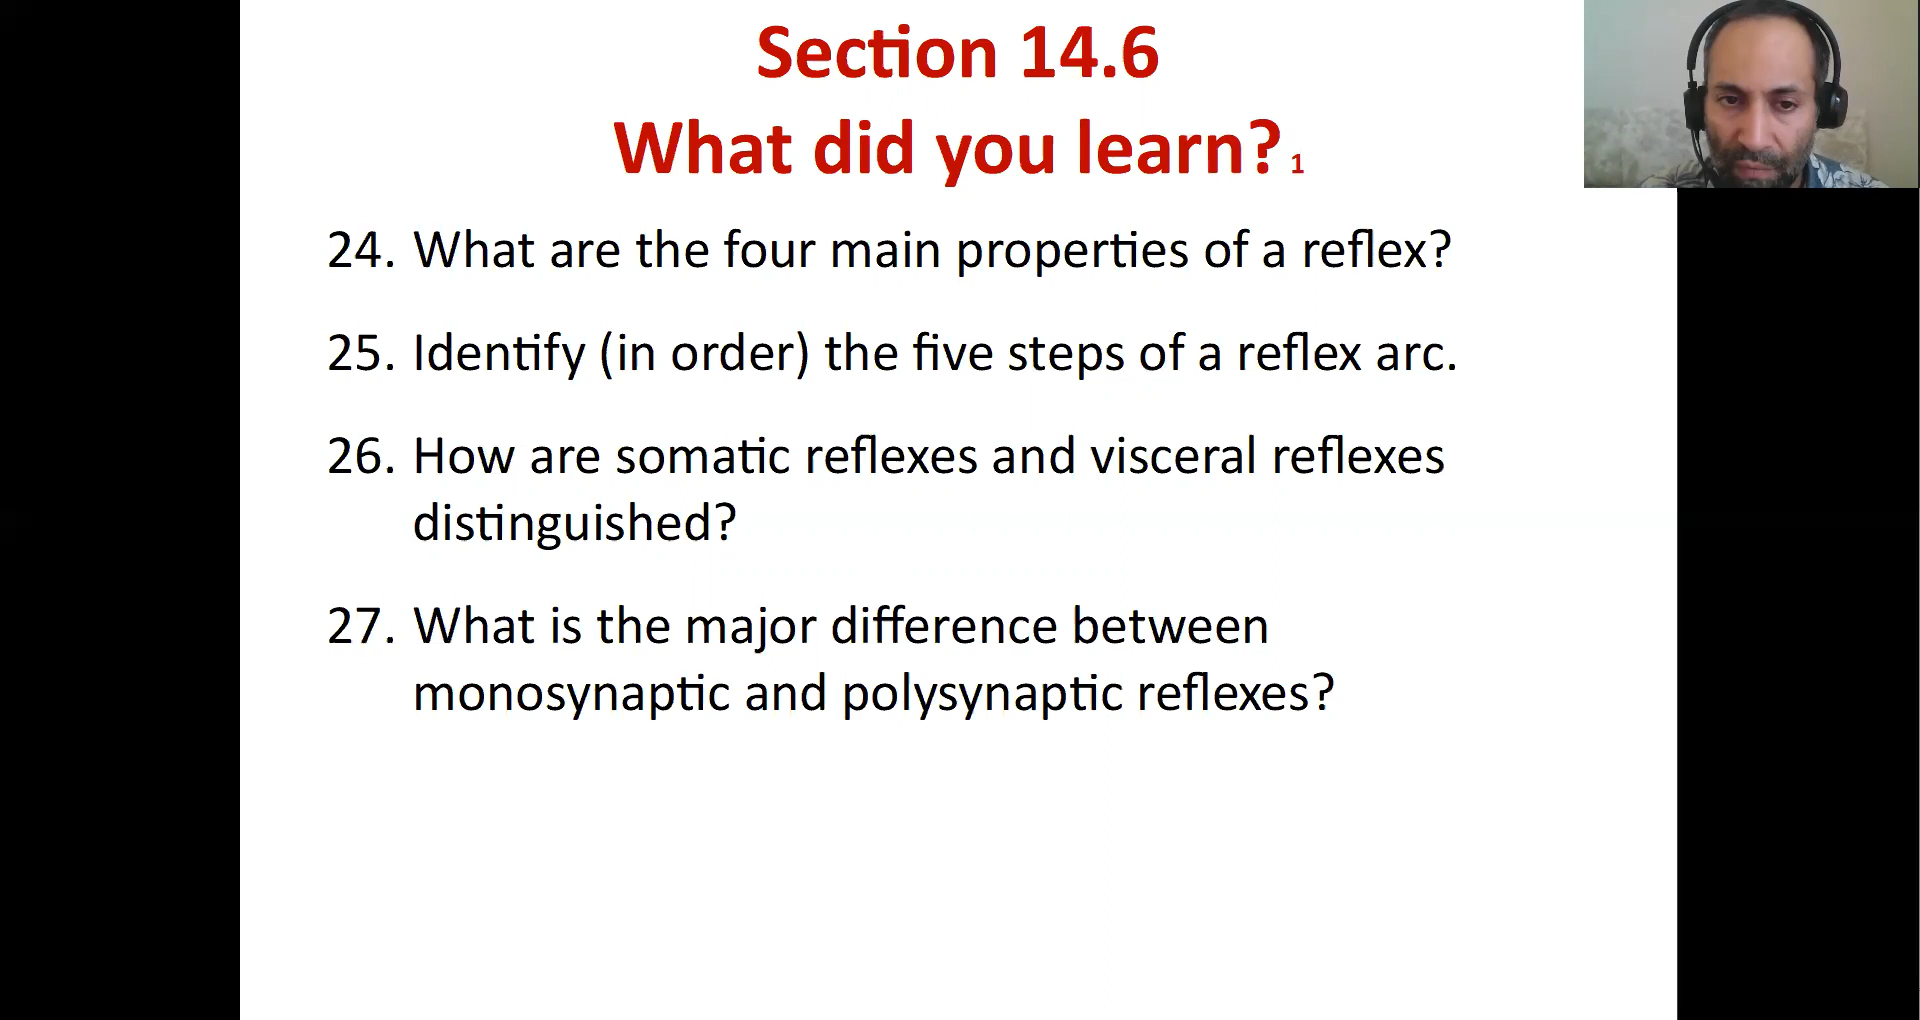 Section 14.6
What did you learn? 1
24. What are the four main properties of a reflex?
25. Identify (in order) the five steps of a reflex arc.
26. How are somatic reflexes and visceral reflexes
distinguished?
27. What is the major difference between
monosynaptic and polysynaptic reflexes?